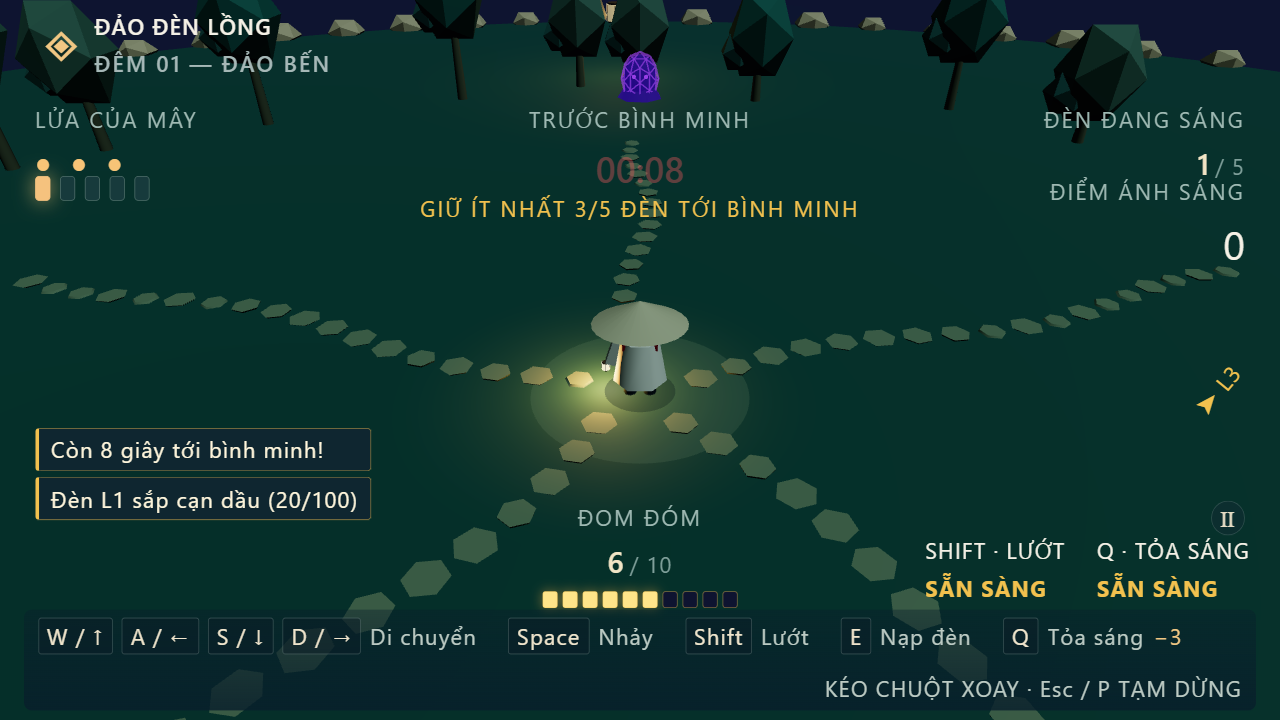 ĐẢO ĐÈN LỒNG
ĐÊM 01 — ĐẢO BẾN
LỬA CỦA MÂY
TRƯỚC BÌNH MINH
00:08
GIỮ ÍT NHẤT 3/5 ĐÈN TỚI BÌNH MINH
ĐÈN ĐANG SÁNG
1 / 5
ĐIỂM ÁNH SÁNG
0
L3
Còn 8 giây tới bình minh!
Đèn L1 sắp cạn dầu (20/100)
ĐOM ĐÓM
6 / 10
II
SHIFT · LƯỚT
SẴN SÀNG
Q · TỎA SÁNG
SẴN SÀNG
W / ↑ A / ← S / ↓ D / → Di chuyển Space Nhảy Shift Lướt E Nạp đèn Q Tỏa sáng −3
KÉO CHUỘT XOAY · Esc / P TẠM DỪNG